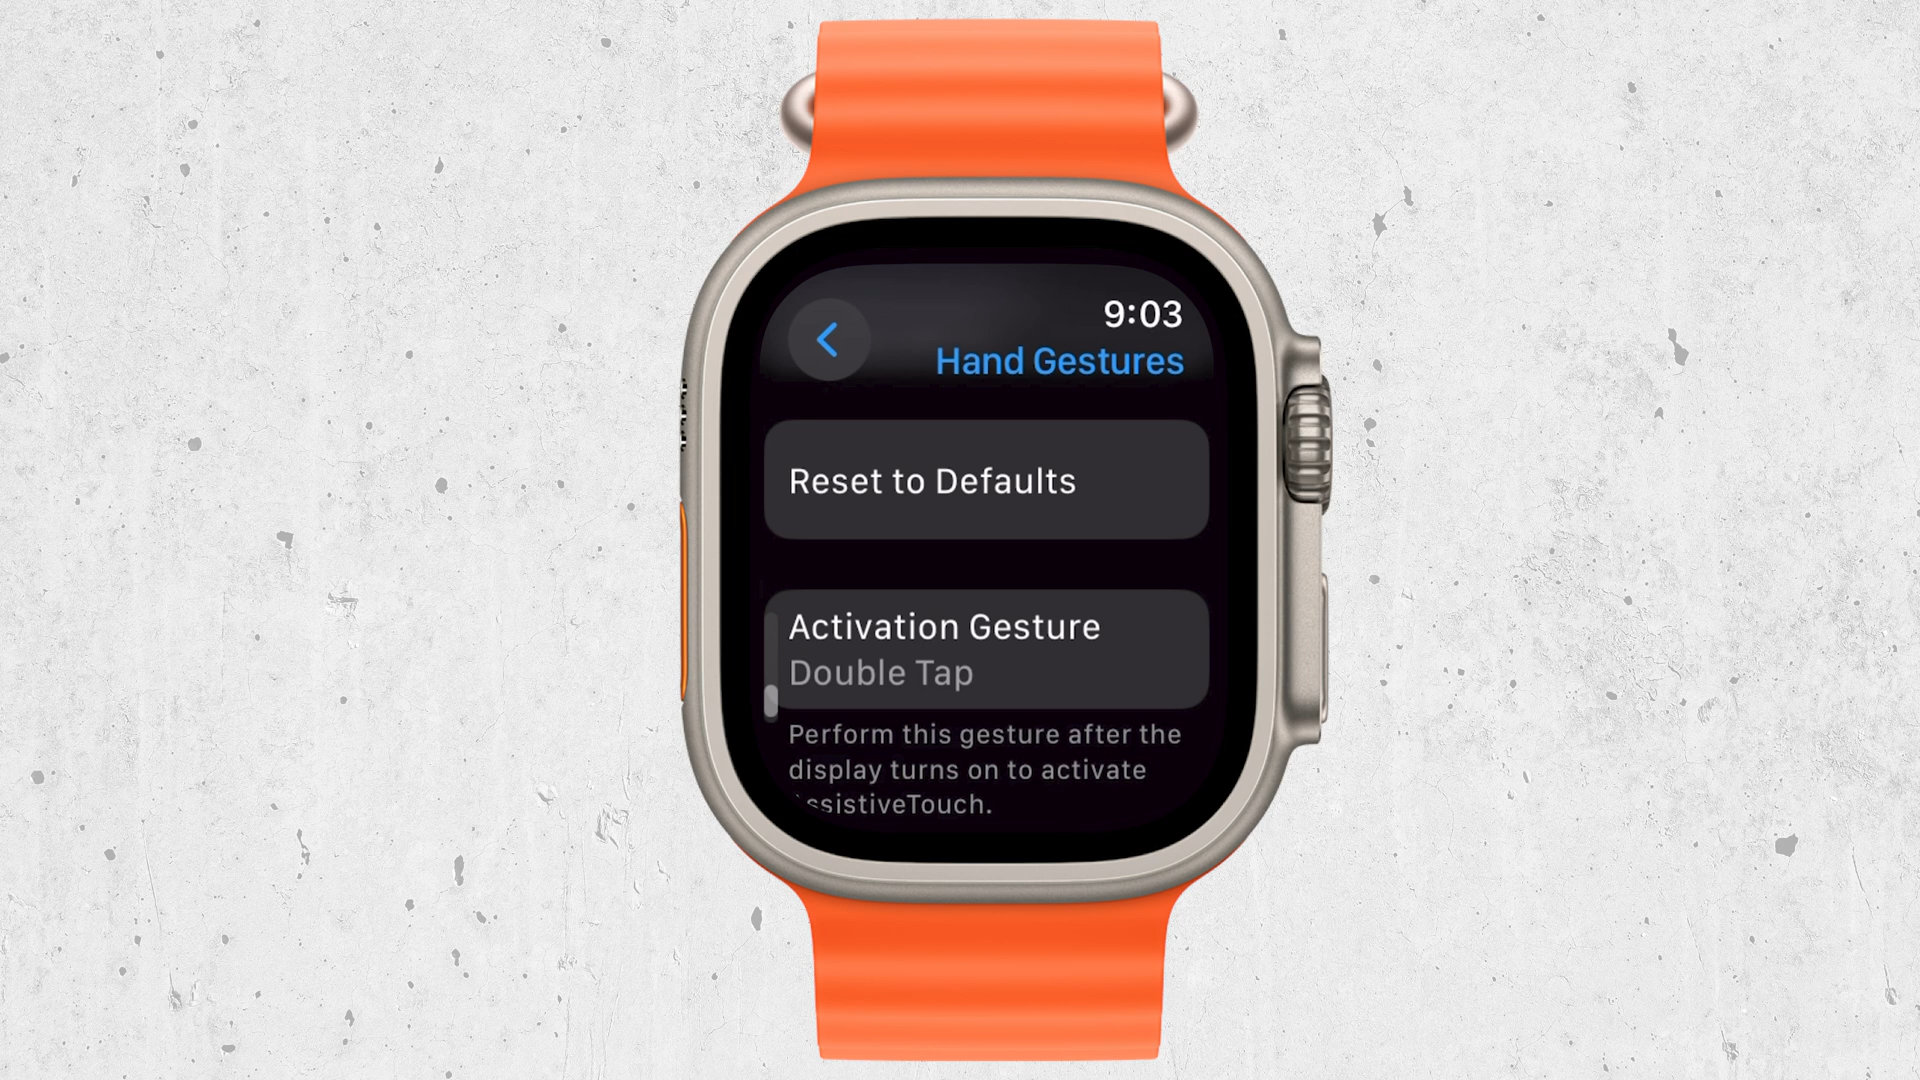 9:03
Hand Gestures
Reset to Defaults
Activation Gesture
Double Tap
Perform this gesture after the
display turns on to activate
ssistiveTouch.